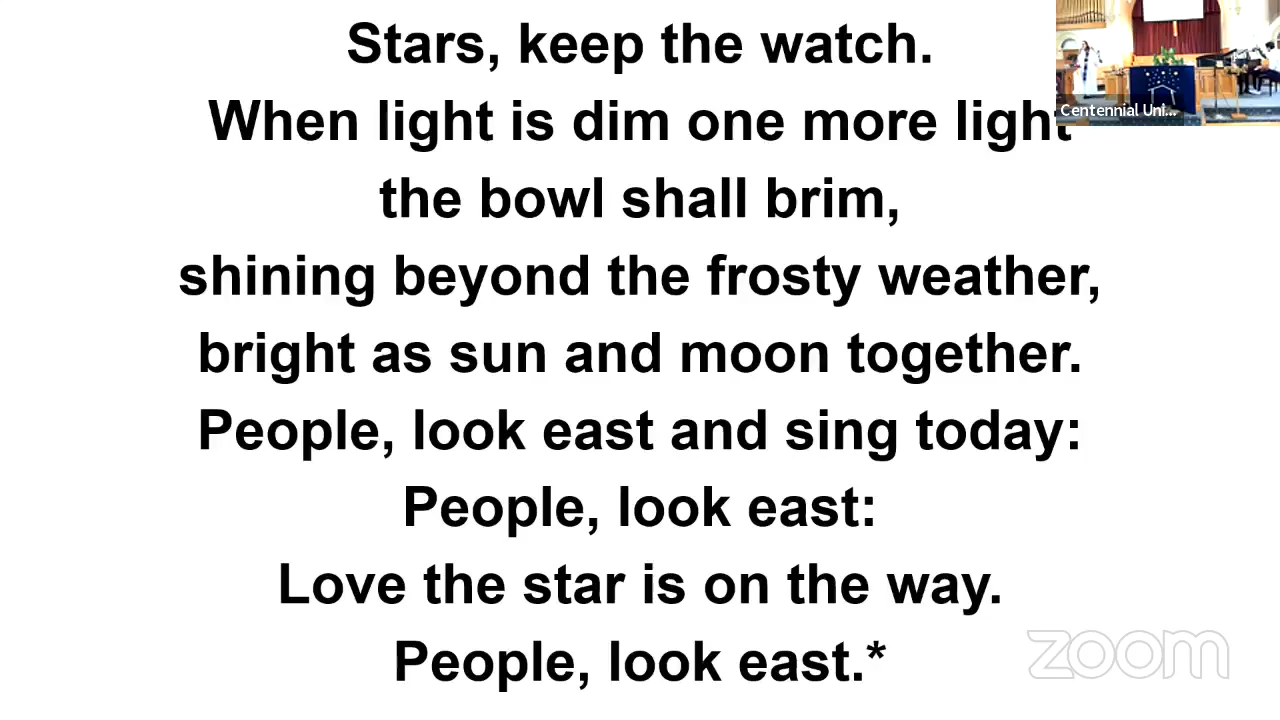 Stars, keep the watch.
When light is dim one more light
the bowl shall brim,
shining beyond the frosty weather,
bright as sun and moon together.
People, look east and sing today:
People, look east:
Love the star is on the way.
People, look east.*
Centennial Uni...
zoom